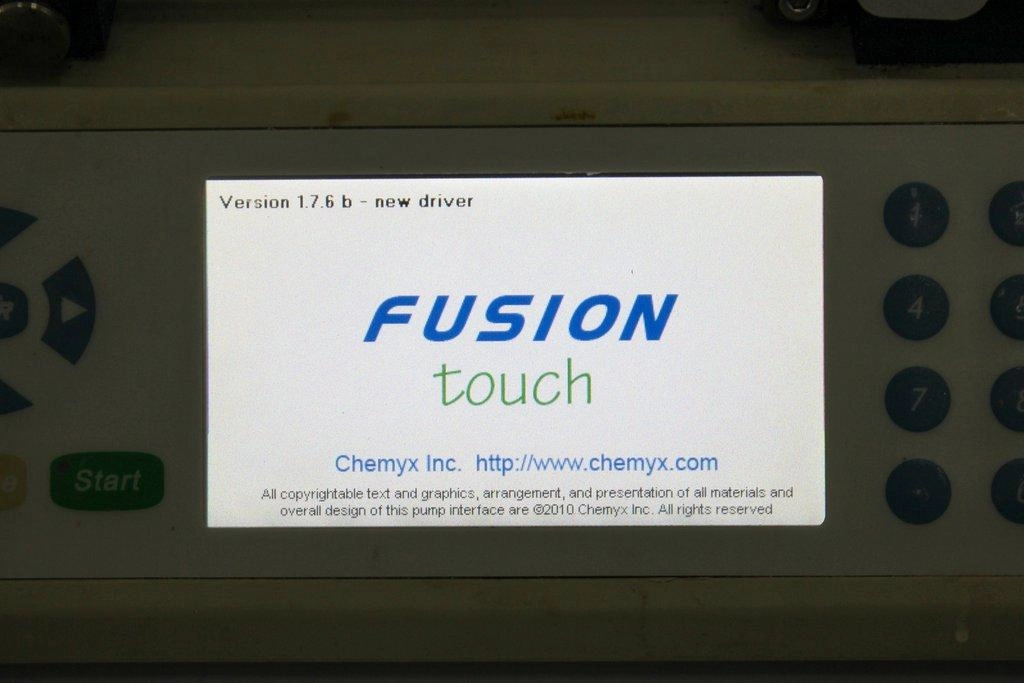 Version 1.7.6 b - new driver
FUSION
touch
Chemyx Inc. http://www.chemyx.com
All copyrightable text and graphics, arrangement, and presentation of all materials and
overall design of this pump interface are ©2010 Chemyx Inc. All rights reserved
Start
4
7